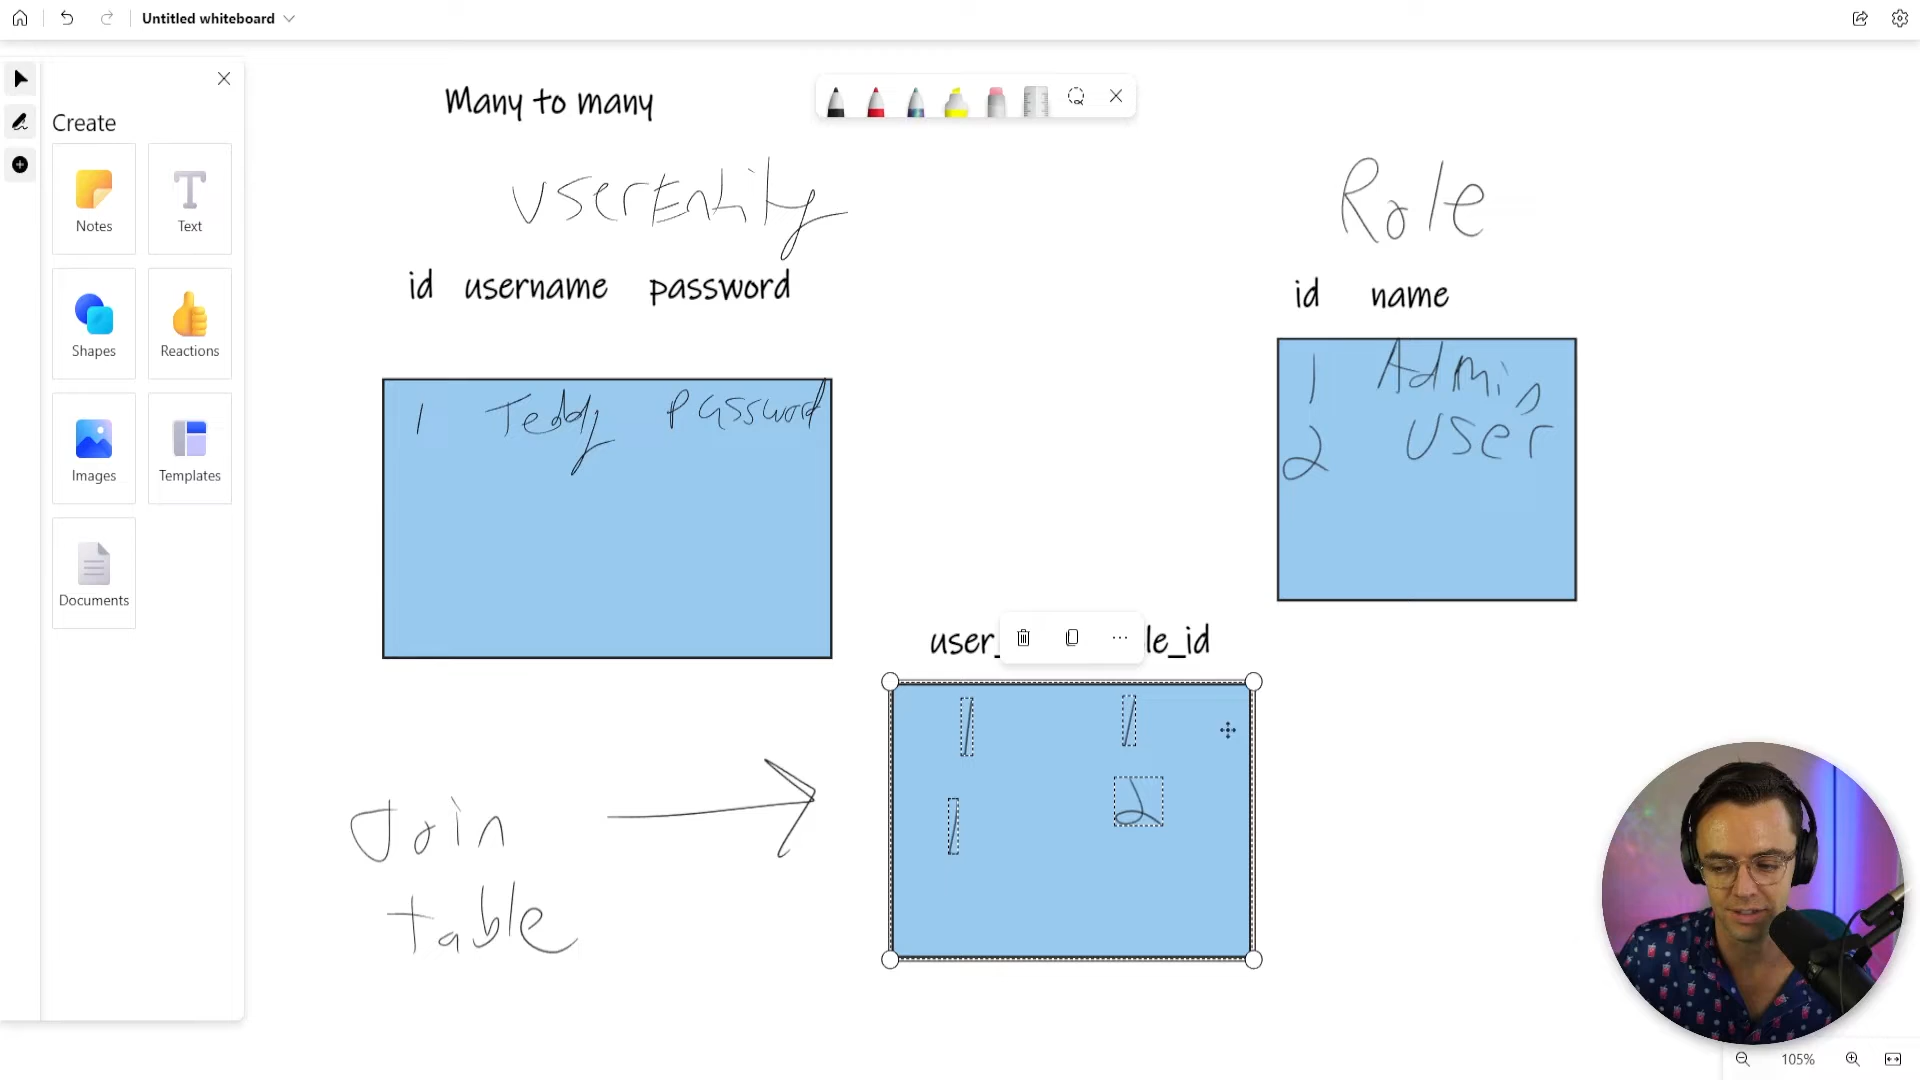 Untitled whiteboard
Create
Notes
Text
Shapes
Reactions
Images
Templates
Documents
Many to many
UserEntity
id username password
1 Teddy Password
Role
id name
1 Admin
2 User
user_ le_id
1 1
1 2
Join
table
105%